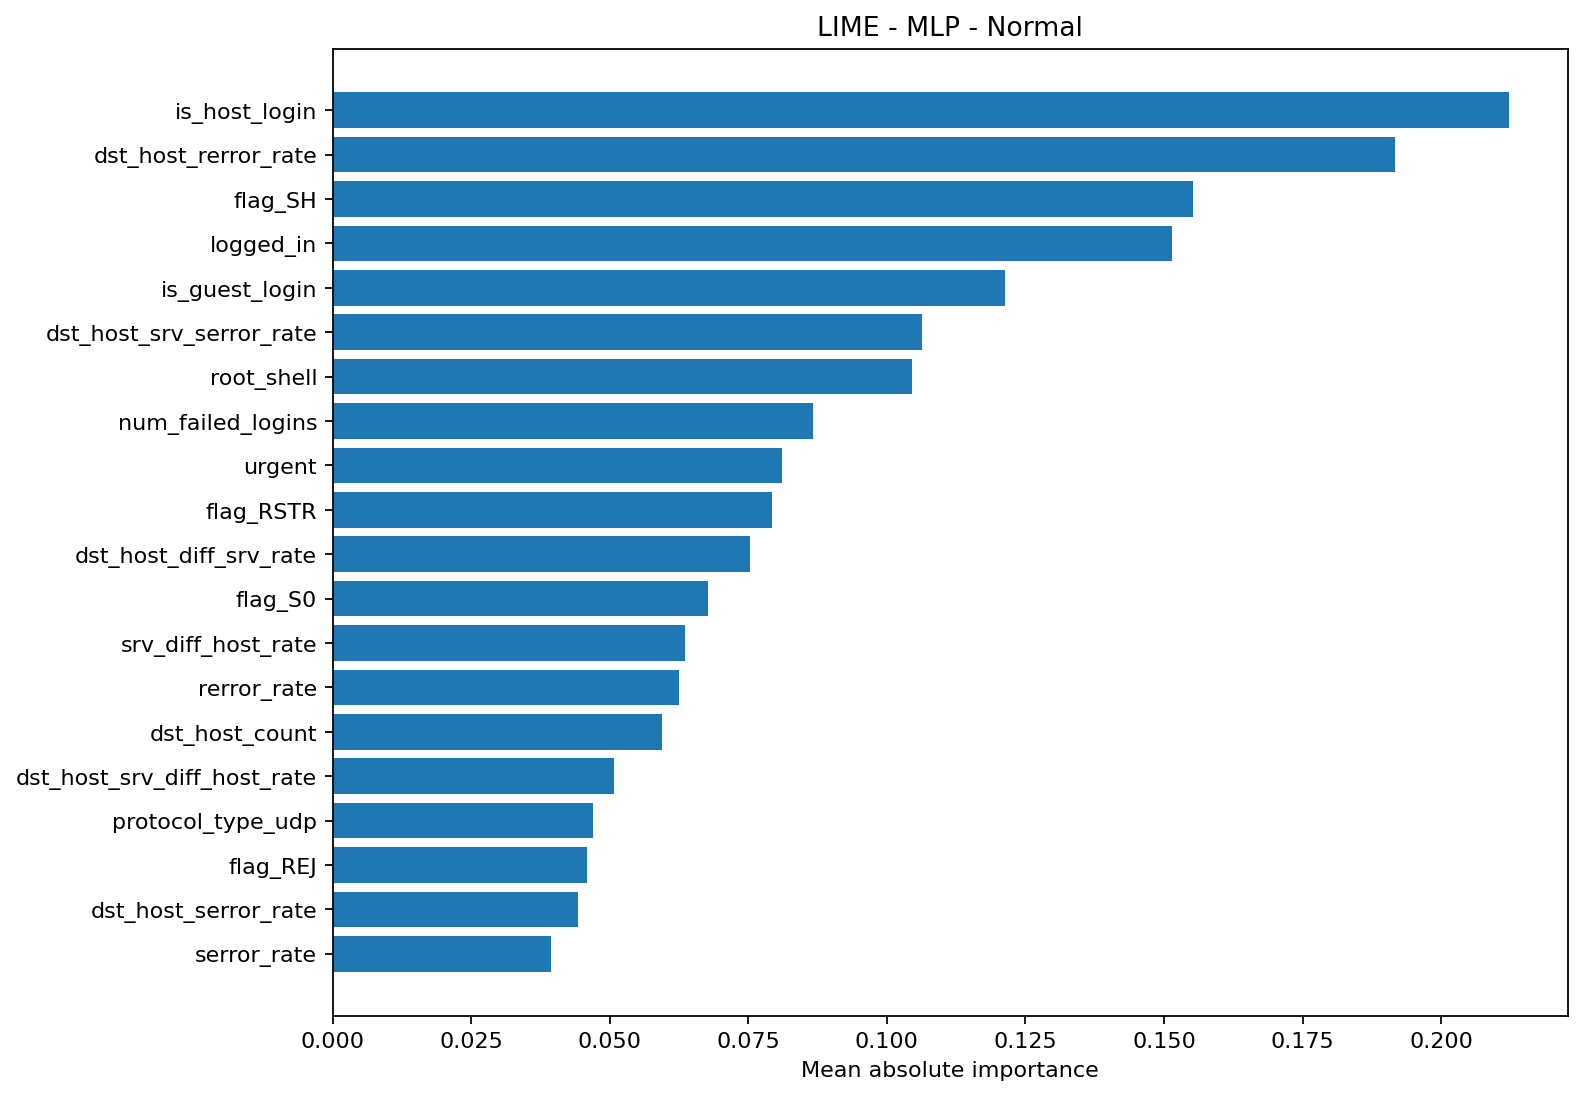 LIME - MLP - Normal
is_host_login
dst_host_rerror_rate
flag_SH
logged_in
is_guest_login
dst_host_srv_serror_rate
root_shell
num_failed_logins
urgent
flag_RSTR
dst_host_diff_srv_rate
flag_S0
srv_diff_host_rate
rerror_rate
dst_host_count
dst_host_srv_diff_host_rate
protocol_type_udp
flag_REJ
dst_host_serror_rate
serror_rate
0.000 0.025 0.050 0.075 0.100 0.125 0.150 0.175 0.200
Mean absolute importance